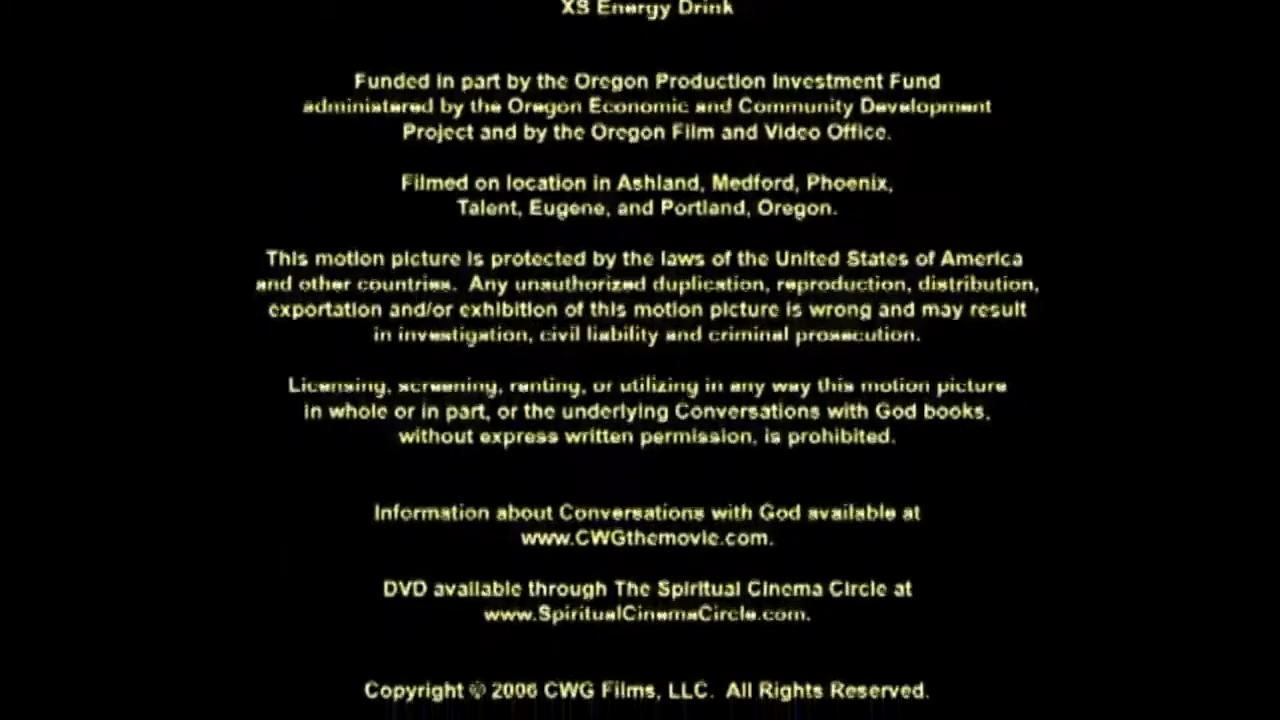 XS Energy Drink
Funded in part by the Oregon Production Investment Fund
administered by the Oregon Economic and Community Development
Project and by the Oregon Film and Video Office.
Filmed on location in Ashland, Medford, Phoenix,
Talent, Eugene, and Portland, Oregon.
This motion picture is protected by the laws of the United States of America
and other countries. Any unauthorized duplication, reproduction, distribution,
exportation and/or exhibition of this motion picture is wrong and may result
in investigation, civil liability and criminal prosecution.
Licensing, screening, renting, or utilizing in any way this motion picture
in whole or in part, or the underlying Conversations with God books,
without express written permission, is prohibited.
Information about Conversations with God available at
www.CWGthemovie.com.
DVD available through The Spiritual Cinema Circle at
www.SpiritualCinemaCircle.com.
Copyright © 2006 CWG Films, LLC. All Rights Reserved.